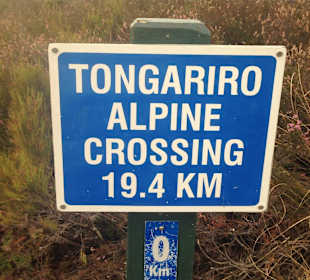 TONGARIRO
ALPINE
CROSSING
19.4 KM
0
Km